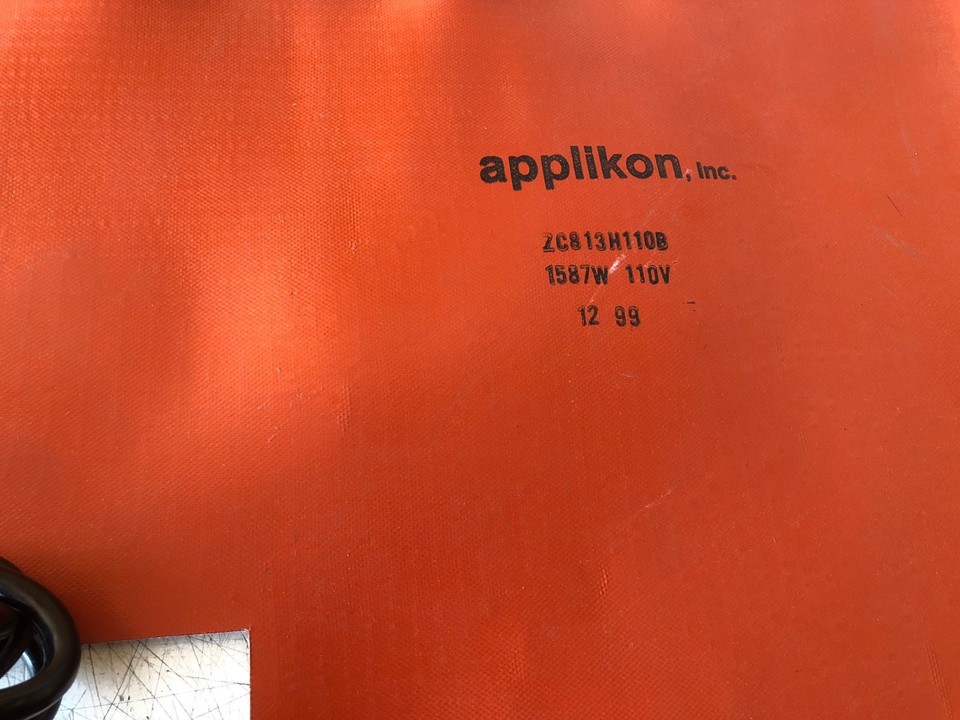 applikon, Inc.
ZC813H110B
1587W 110V
12 99